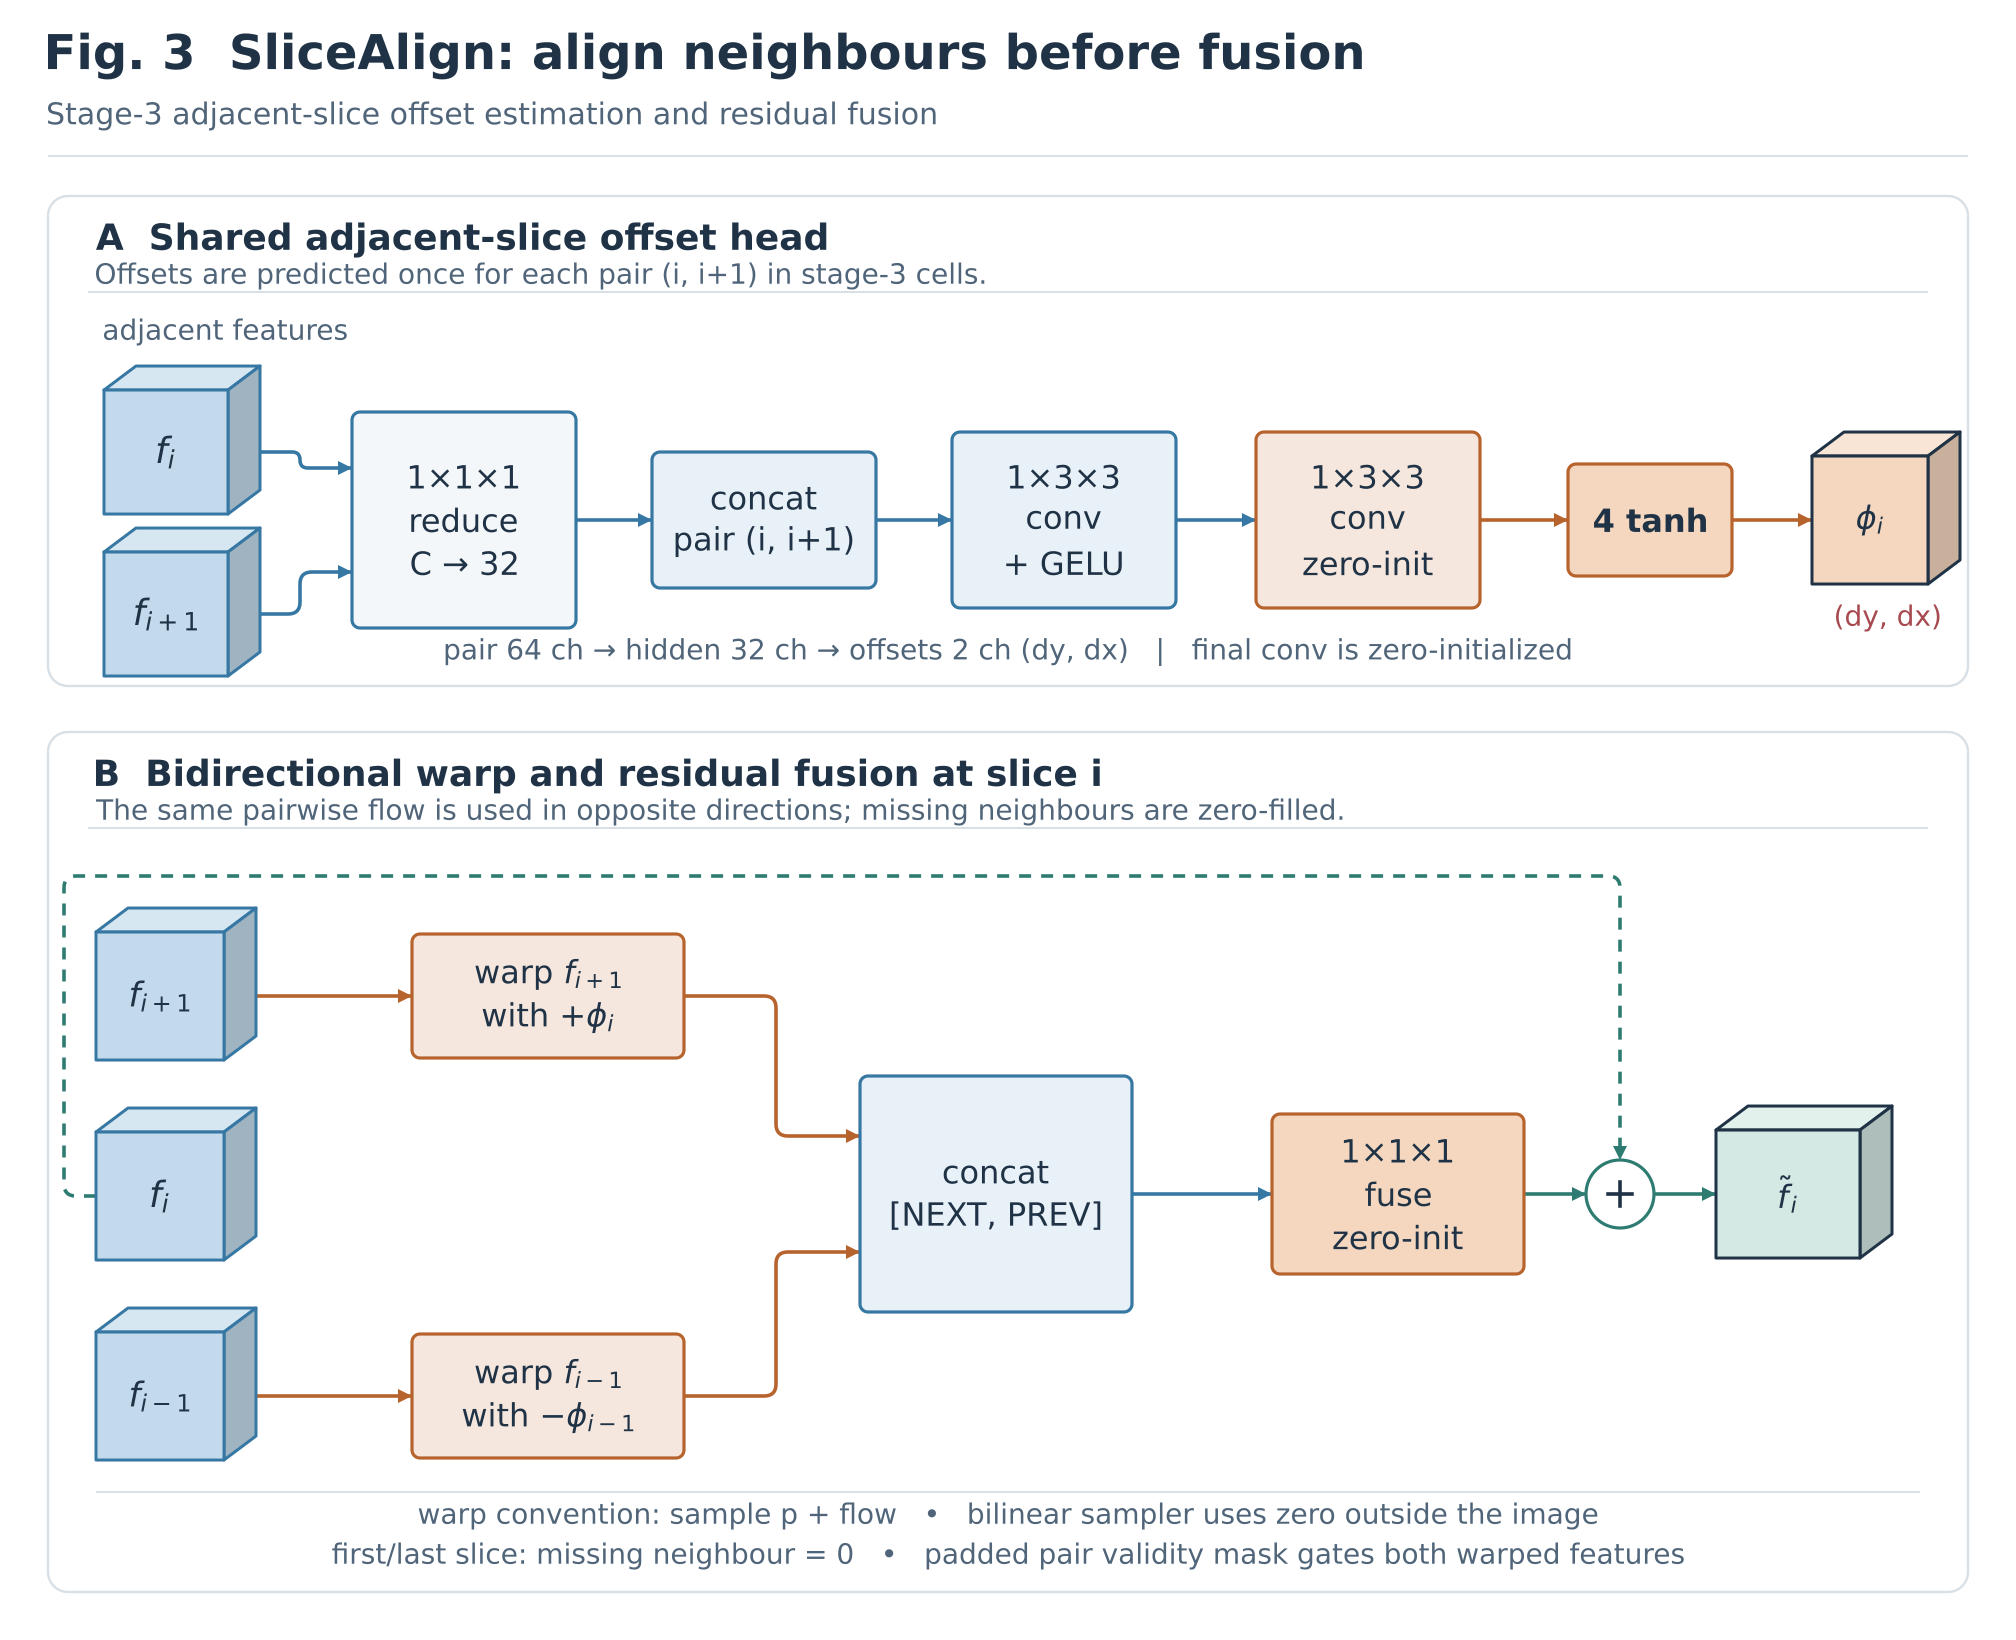 Fig. 3  SliceAlign: align neighbours before fusion
Stage-3 adjacent-slice offset estimation and residual fusion
A  Shared adjacent-slice offset head
Offsets are predicted once for each pair (i, i+1) in stage-3 cells.
adjacent features
f_i
f_{i+1}
1×1×1
reduce
C → 32
concat
pair (i, i+1)
1×3×3
conv
+ GELU
1×3×3
conv
zero-init
4 tanh
ϕ_i
(dy, dx)
pair 64 ch → hidden 32 ch → offsets 2 ch (dy, dx)   |   final conv is zero-initialized
B  Bidirectional warp and residual fusion at slice i
The same pairwise flow is used in opposite directions; missing neighbours are zero-filled.
f_{i+1}
warp f_{i+1}
with +ϕ_i
f_i
concat
[NEXT, PREV]
1×1×1
fuse
zero-init
+
f̃_i
f_{i−1}
warp f_{i−1}
with −ϕ_{i−1}
warp convention: sample p + flow   •   bilinear sampler uses zero outside the image
first/last slice: missing neighbour = 0   •   padded pair validity mask gates both warped features